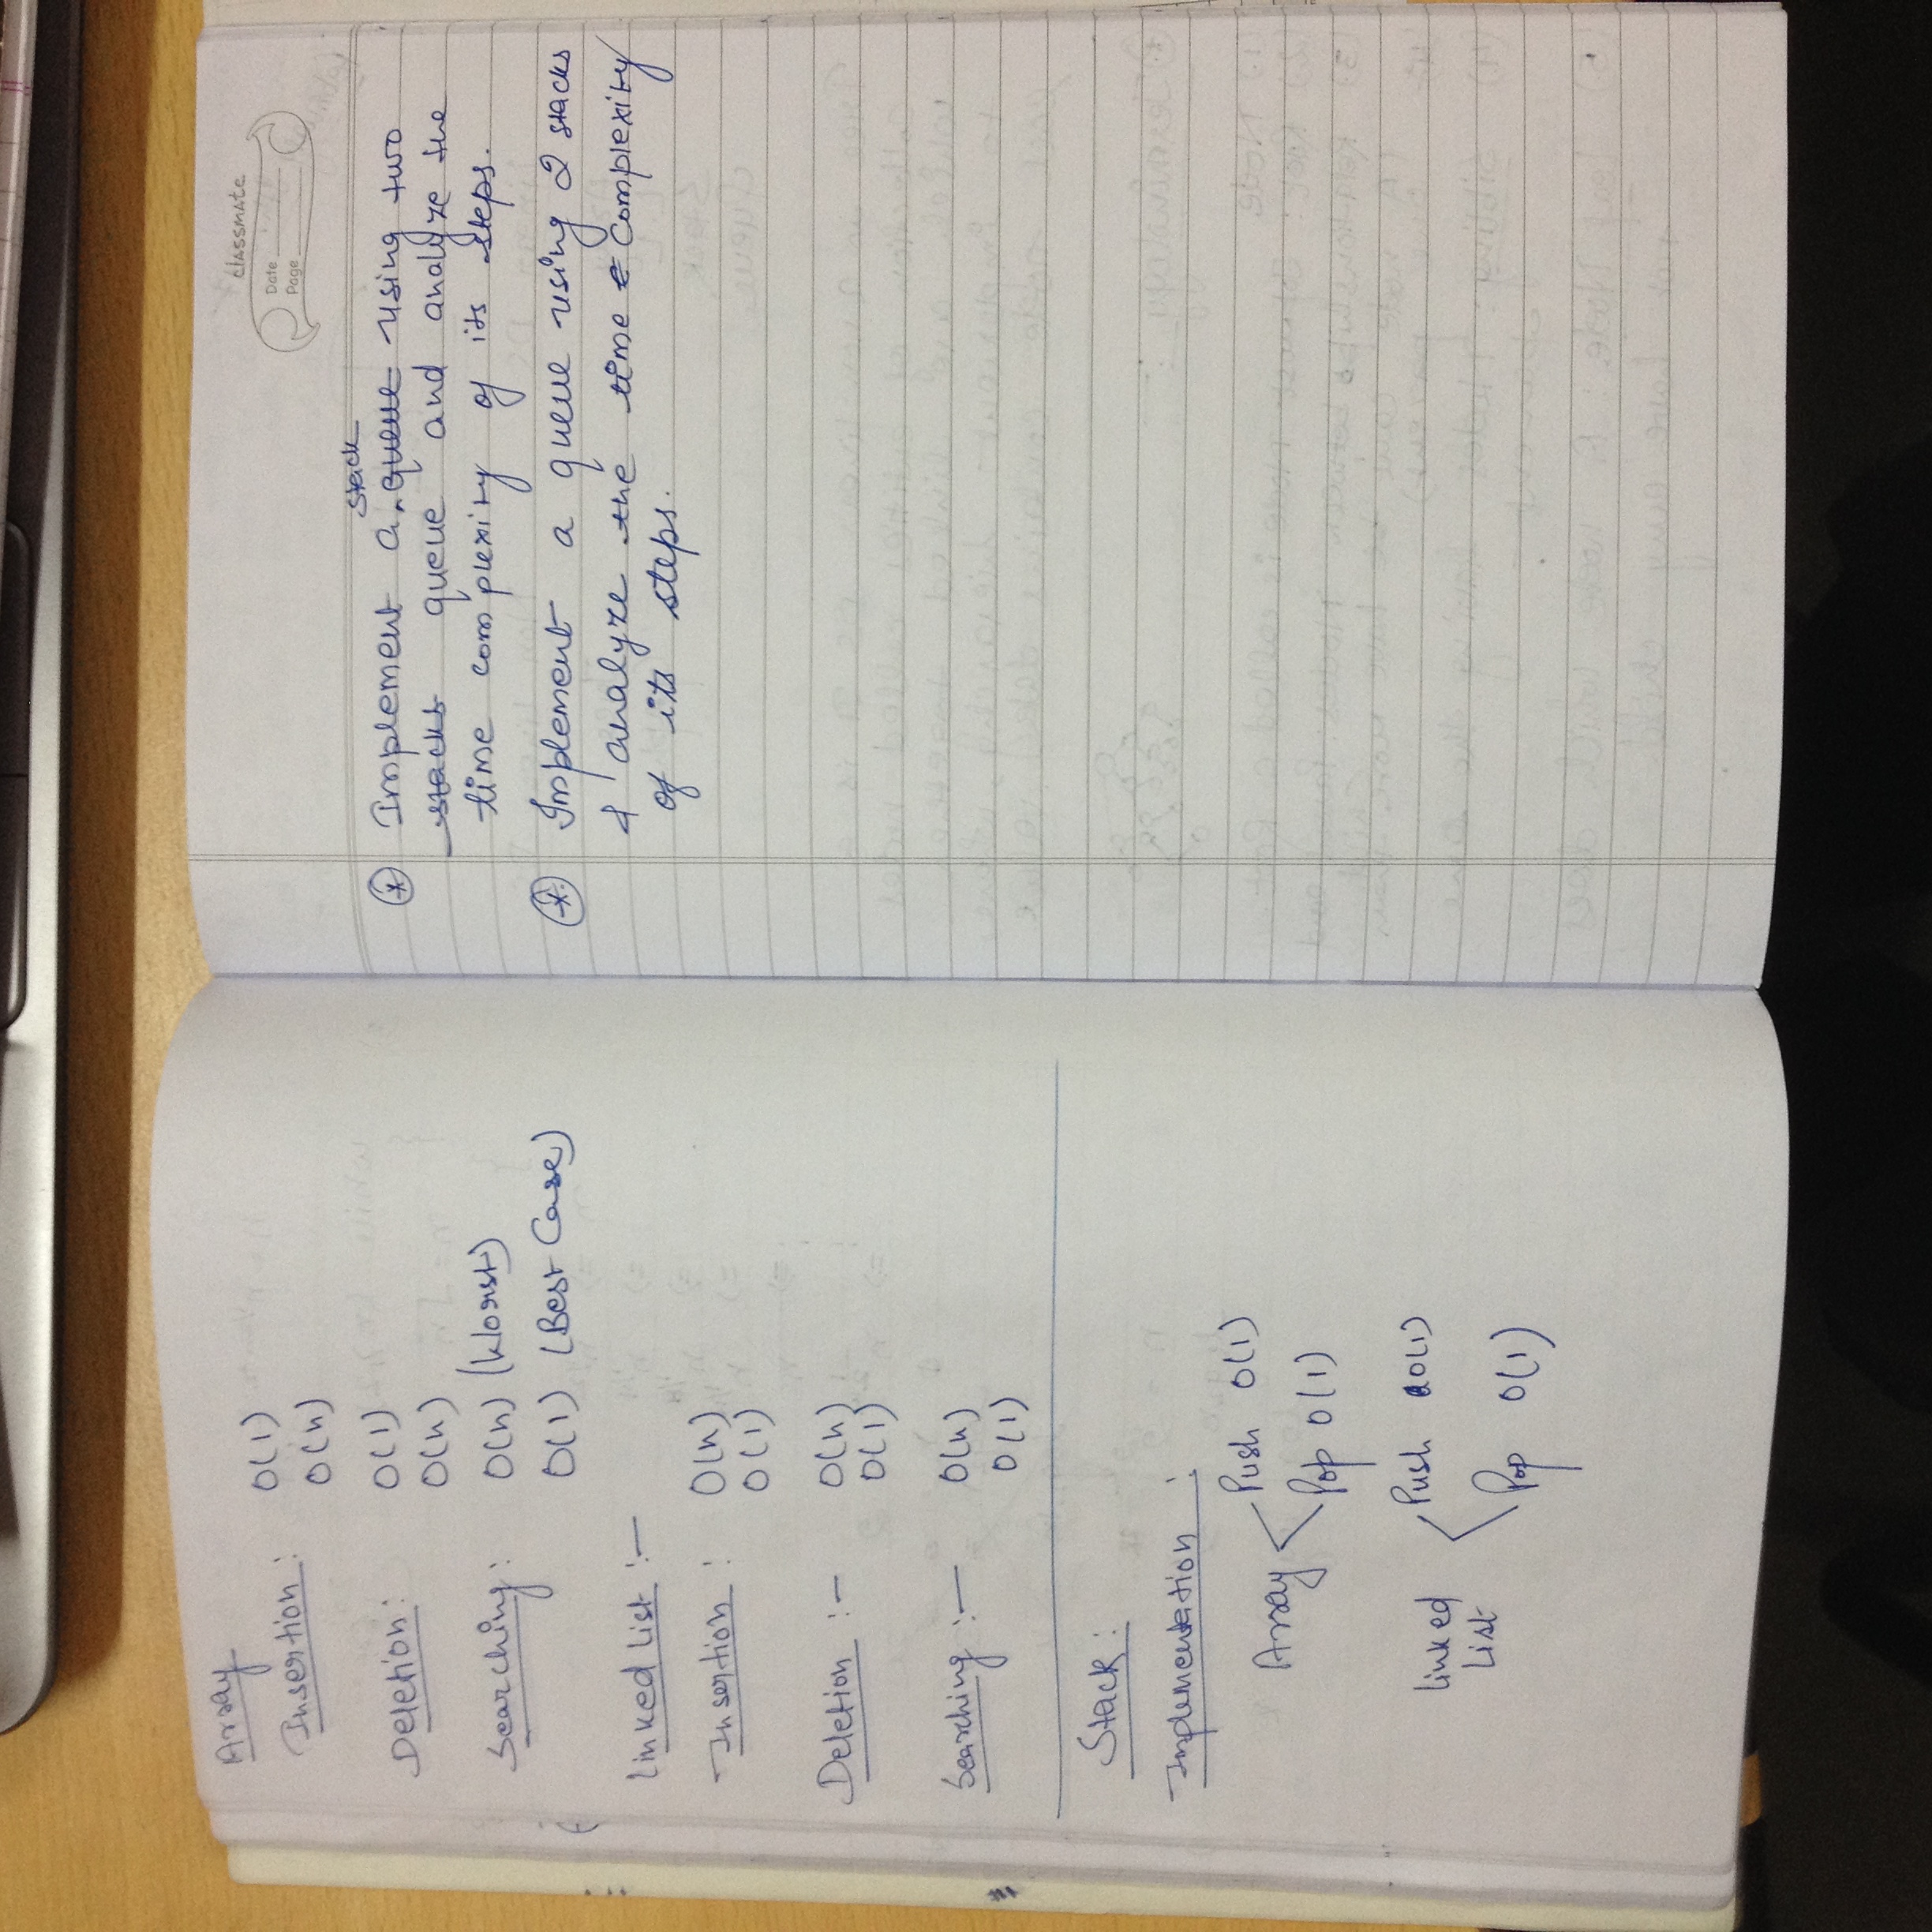 Array
O(1)
Insertion :
O(n)
Deletion :
O(1)
O(n)
Searching :
O(n) (Worst)
O(1) (Best Case)
Linked List :-
Insertion :
O(n)
O(1)
Deletion :-
O(n)
O(1)
Searching :-
O(n)
O(1)
Stack :
Implementation :
Array
Push O(1)
Pop O(1)
Linked
List
Push O(1)
Pop O(1)
classmate
Date
Page
stack
* Implement a queue using two
stacks queue and analyze the
time complexity of its steps.
* Implement a queue using 2 stacks
& analyze the time complexity
of its steps.